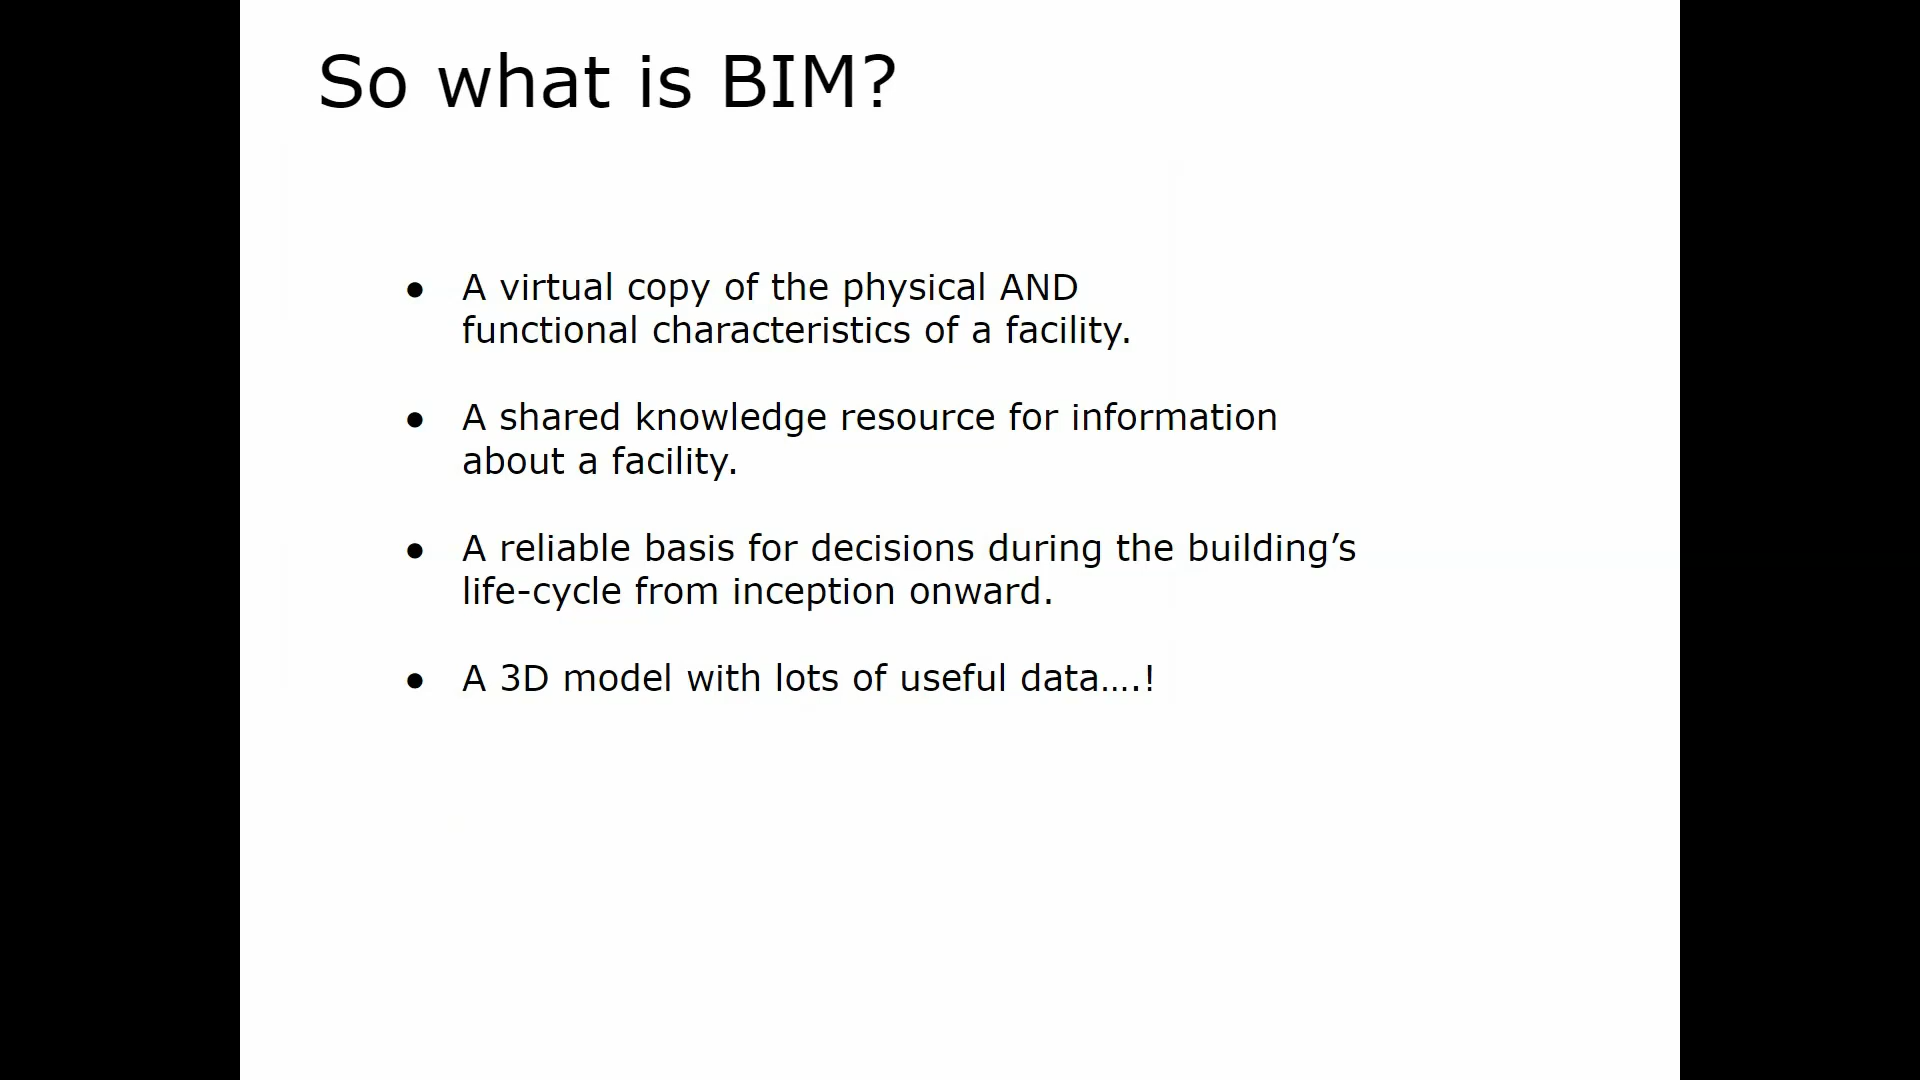 So what is BIM?
● A virtual copy of the physical AND
functional characteristics of a facility.
● A shared knowledge resource for information
about a facility.
● A reliable basis for decisions during the building’s
life-cycle from inception onward.
● A 3D model with lots of useful data….!